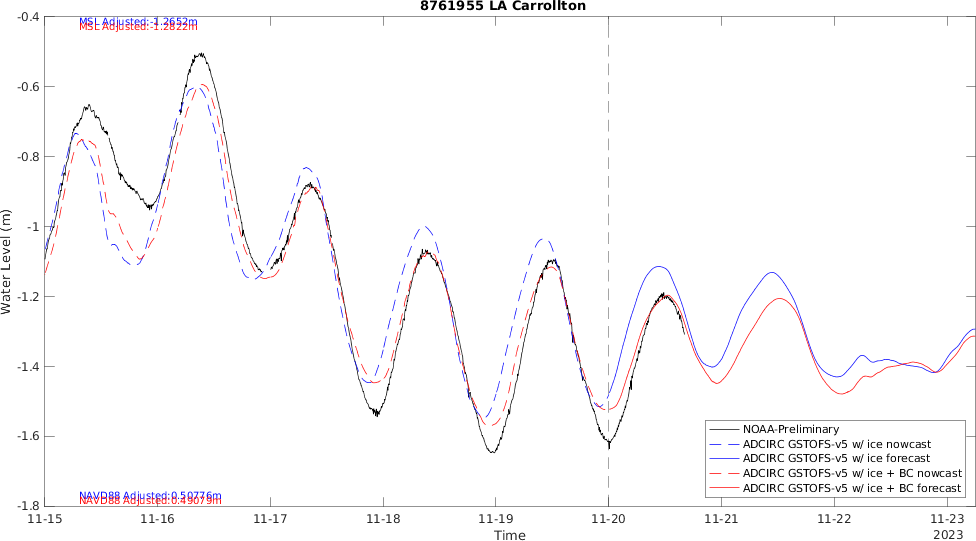 8761955 LA Carrollton
MSL Adjusted:-1.2652m
MSL Adjusted:-1.2822m
-0.4
-0.6
-0.8
-1
-1.2
-1.4
-1.6
-1.8
Water Level (m)
NOAA-Preliminary
ADCIRC GSTOFS-v5 w/ ice nowcast
ADCIRC GSTOFS-v5 w/ ice forecast
ADCIRC GSTOFS-v5 w/ ice + BC nowcast
ADCIRC GSTOFS-v5 w/ ice + BC forecast
NAVD88 Adjusted:0.50776m
NAVD88 Adjusted:0.49079m
11-15 11-16 11-17 11-18 11-19 11-20 11-21 11-22 11-23
Time
2023